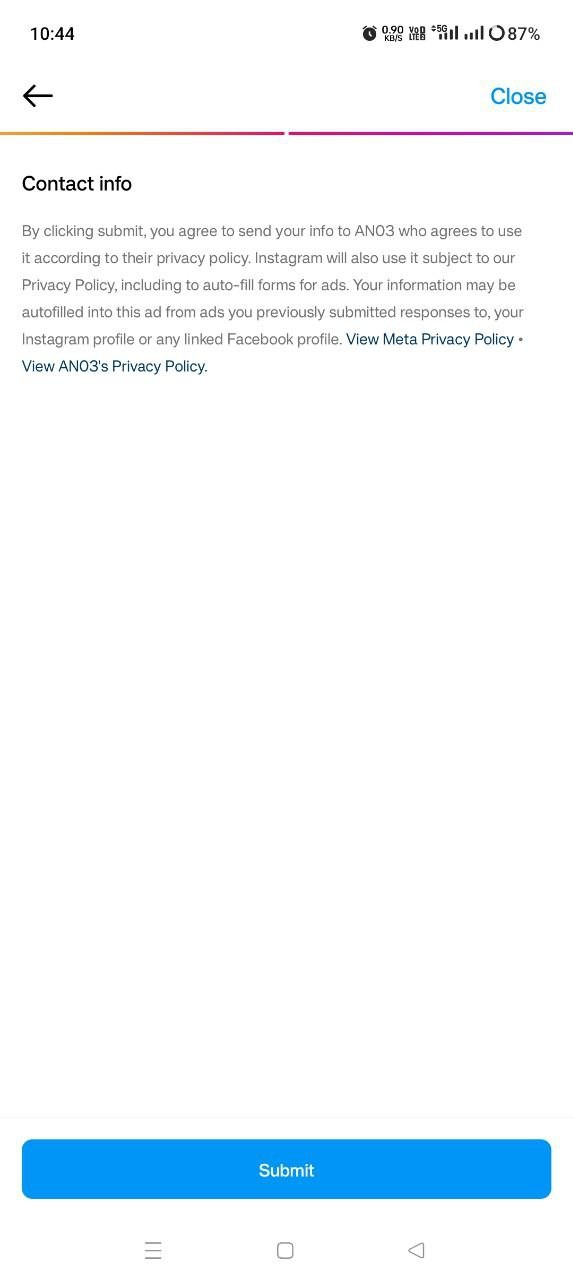 10:44
0.90 KB/S
5G
87%
Close
Contact info
By clicking submit, you agree to send your info to AN03 who agrees to use
it according to their privacy policy. Instagram will also use it subject to our
Privacy Policy, including to auto-fill forms for ads. Your information may be
autofilled into this ad from ads you previously submitted responses to, your
Instagram profile or any linked Facebook profile. View Meta Privacy Policy •
View AN03's Privacy Policy.
Submit